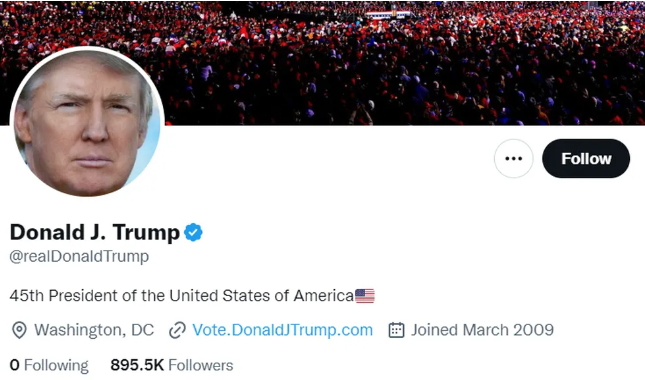 Follow
Donald J. Trump
@realDonaldTrump
45th President of the United States of America🇺🇸
Washington, DC Vote.DonaldJTrump.com Joined March 2009
0 Following 895.5K Followers